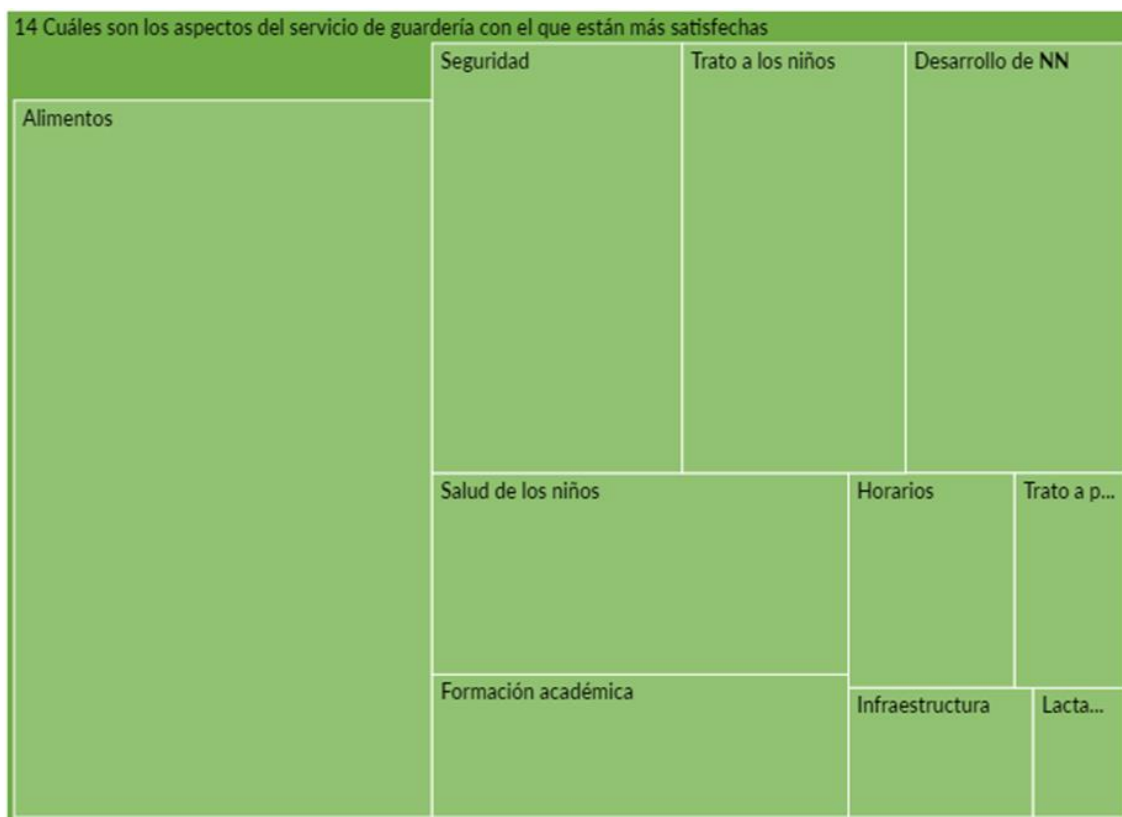 14 Cuáles son los aspectos del servicio de guardería con el que están más satisfechas
Alimentos
Seguridad
Trato a los niños
Desarrollo de NN
Salud de los niños
Horarios
Trato a p...
Formación académica
Infraestructura
Lacta...